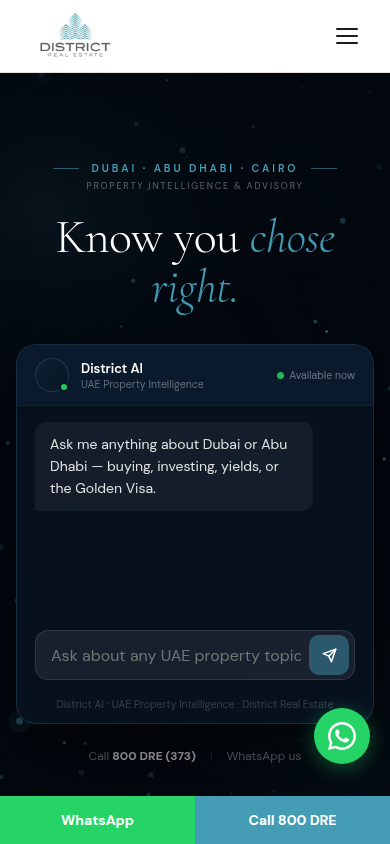 DISTRICT
REAL ESTATE
DUBAI · ABU DHABI · CAIRO
PROPERTY INTELLIGENCE & ADVISORY
Know you chose
right.
District AI
UAE Property Intelligence
Available now
Ask me anything about Dubai or Abu
Dhabi — buying, investing, yields, or
the Golden Visa.
Ask about any UAE property topic
District AI · UAE Property Intelligence · District Real Estate
Call 800 DRE (373) | WhatsApp us
WhatsApp
Call 800 DRE